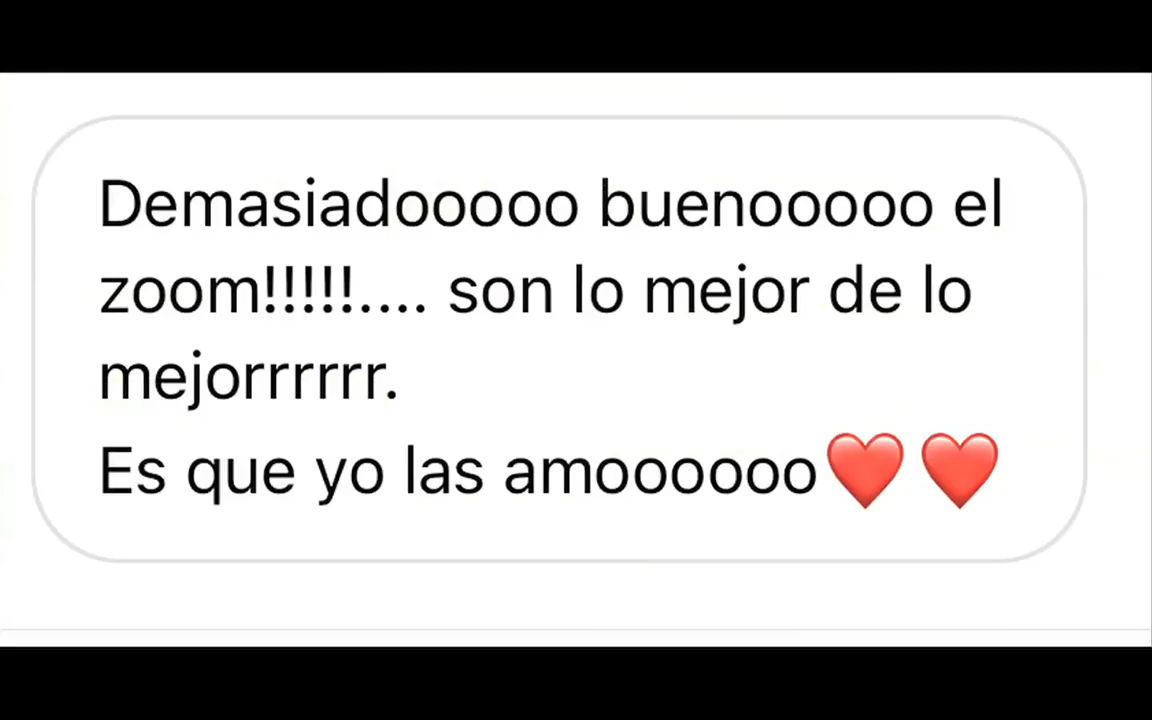 Demasiadooooo buenooooo el
zoom!!!!!.... son lo mejor de lo
mejorrrrrr.
Es que yo las amoooooo❤️❤️